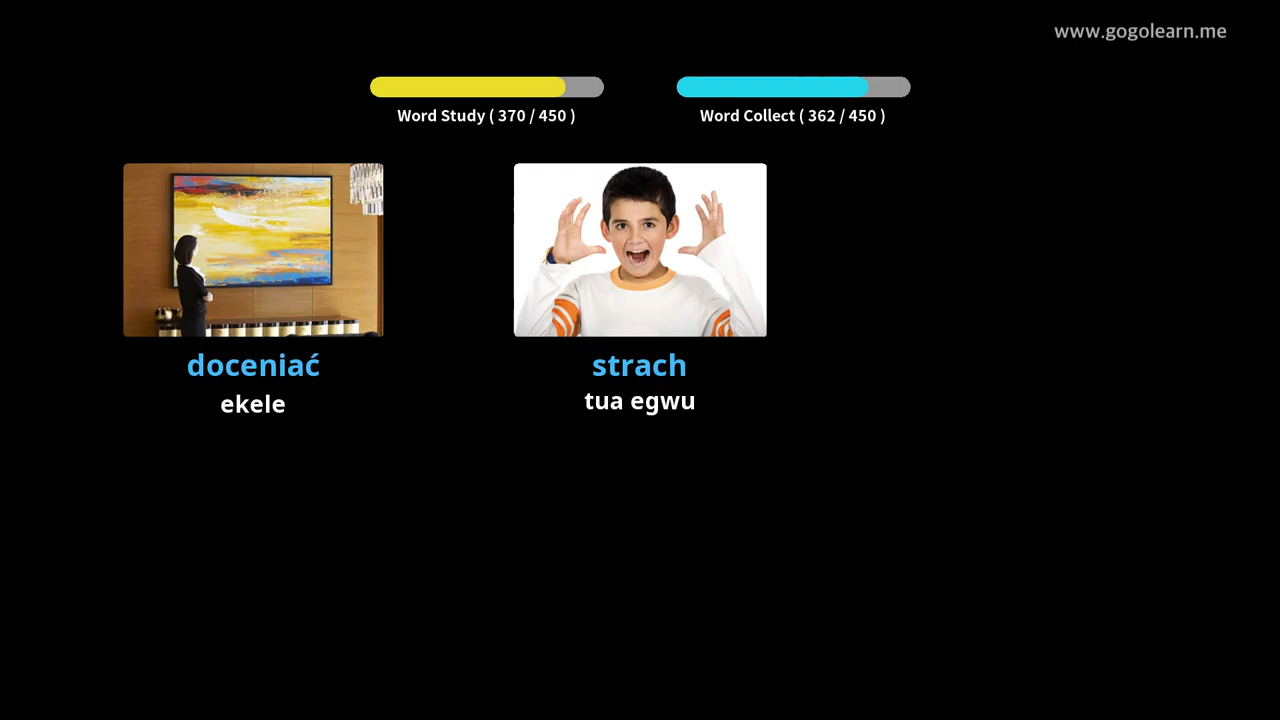 www.gogolearn.me
Word Study ( 370 / 450 )
Word Collect ( 362 / 450 )
doceniać
strach
ekele
tua egwu